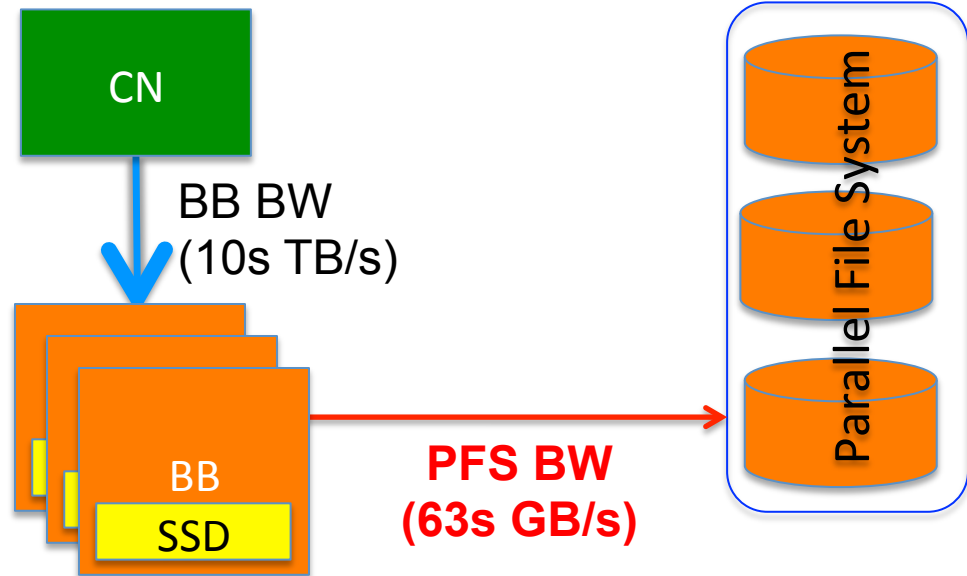 CN
BB BW
(10s TB/s)
BB
SSD
PFS BW
(63s GB/s)
Parallel File System